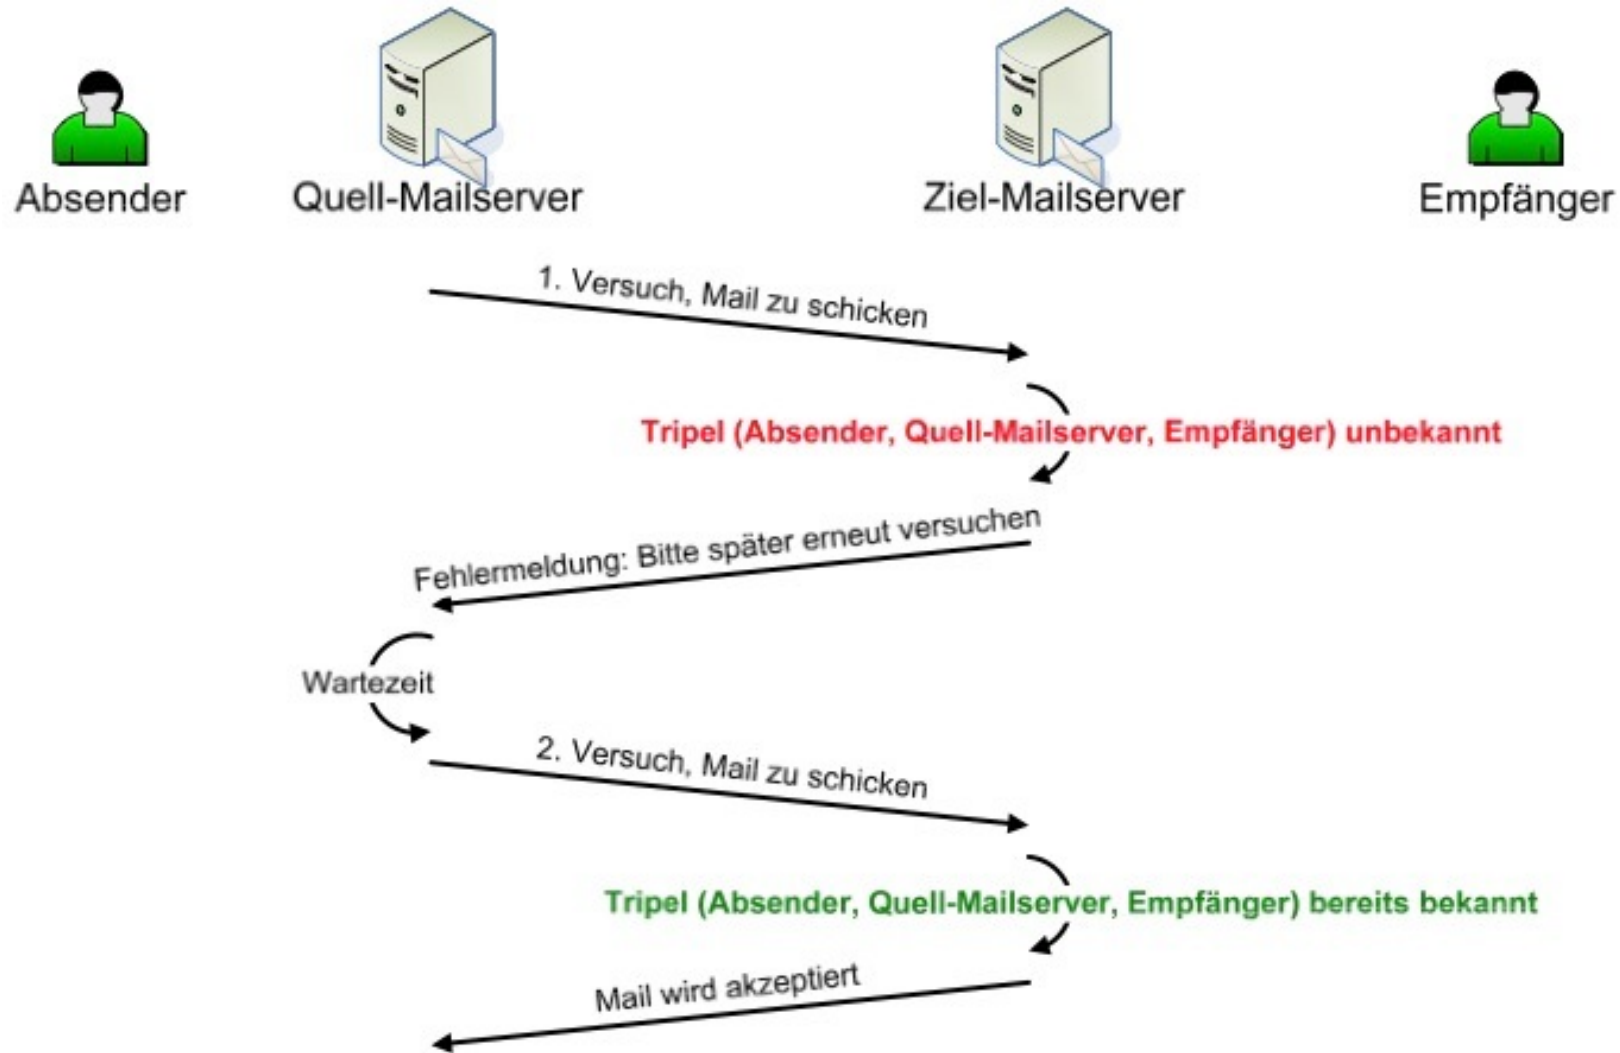 Absender
Quell-Mailserver
Ziel-Mailserver
Empfänger
1. Versuch, Mail zu schicken
Tripel (Absender, Quell-Mailserver, Empfänger) unbekannt
Fehlermeldung: Bitte später erneut versuchen
Wartezeit
2. Versuch, Mail zu schicken
Tripel (Absender, Quell-Mailserver, Empfänger) bereits bekannt
Mail wird akzeptiert